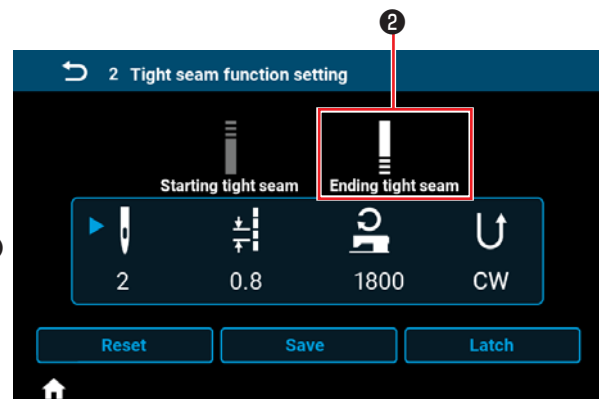 ❷
2 Tight seam function setting
Starting tight seam Ending tight seam
2 0.8 1800 CW
Reset Save Latch